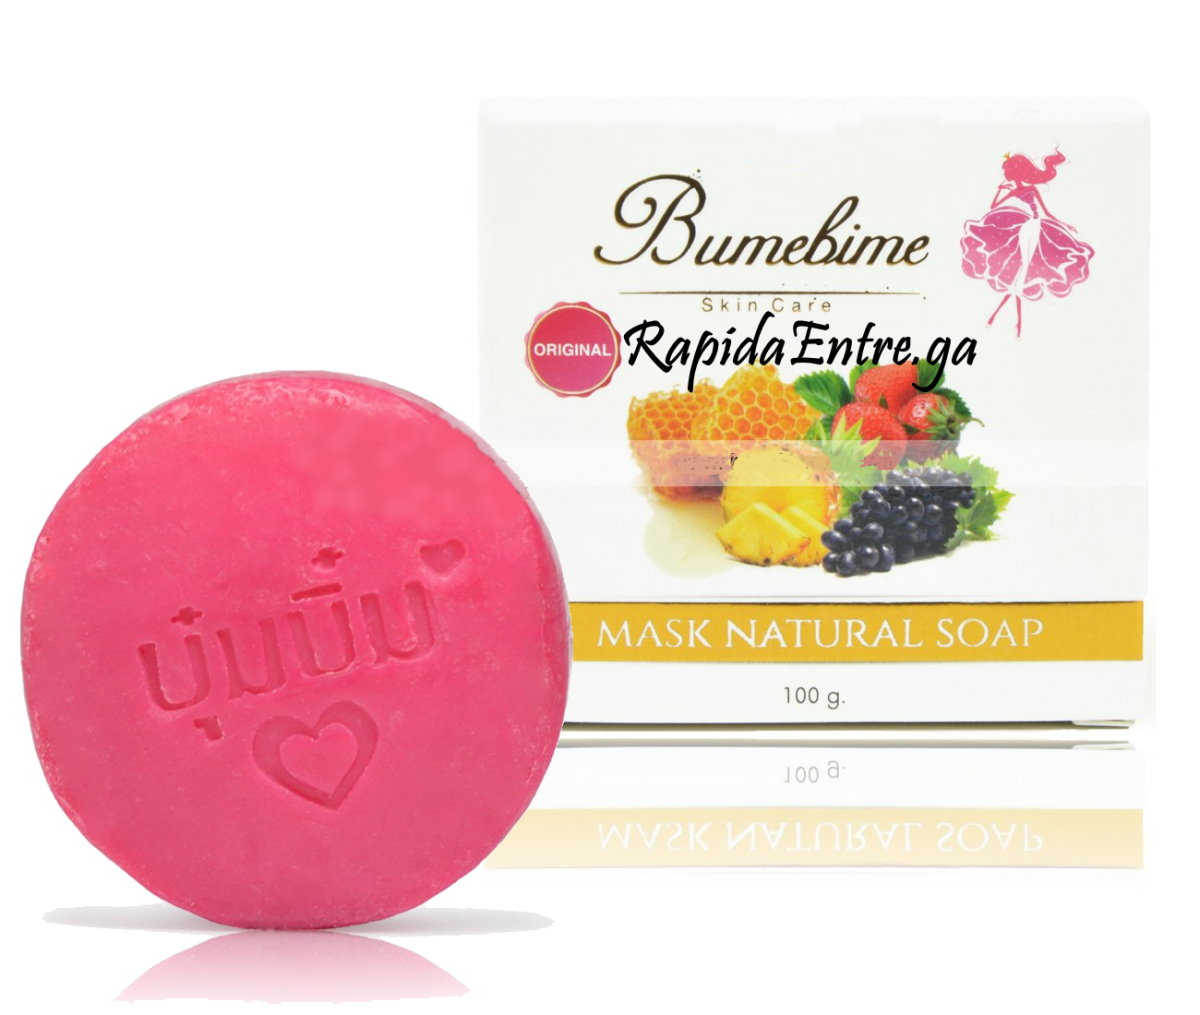 Bumebime
Skin Care
ORIGINAL
RapidaEntre.ga
MASK NATURAL SOAP
100 g.
บุ๋มบิ๋ม